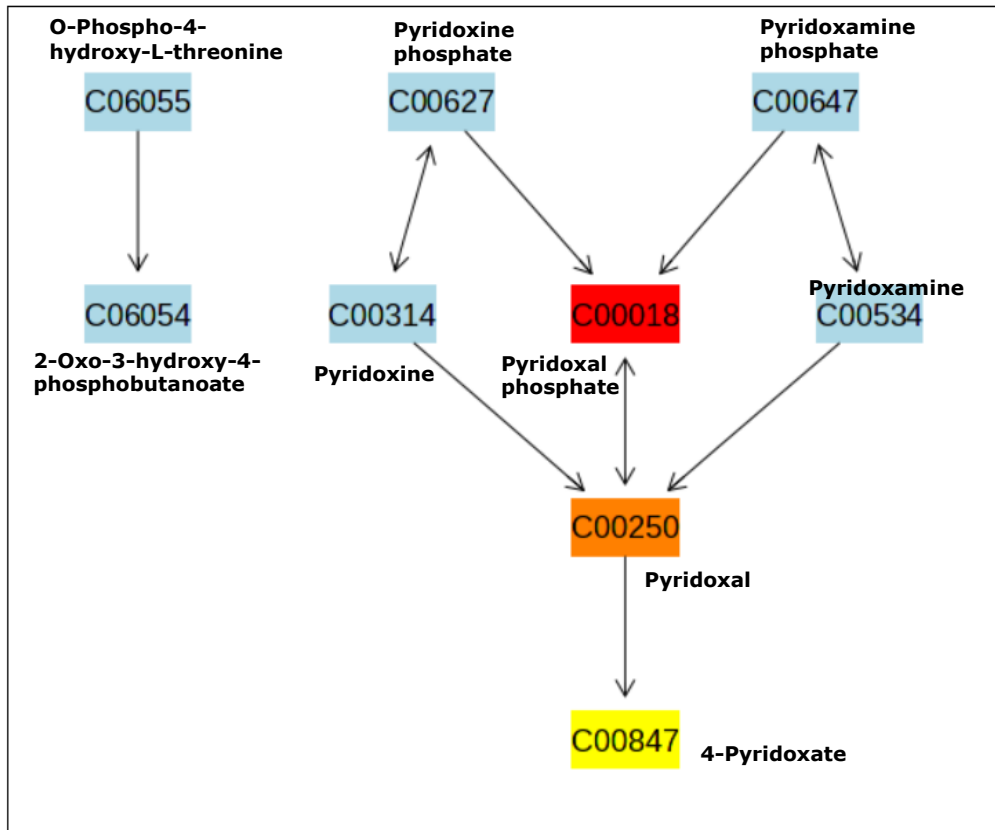 O-Phospho-4-
hydroxy-L-threonine
Pyridoxine
phosphate
Pyridoxamine
phosphate
C06055
C00627
C00647
C06054
C00314
C00018
Pyridoxamine
C00534
2-Oxo-3-hydroxy-4-
phosphobutanoate
Pyridoxine
Pyridoxal
phosphate
C00250
Pyridoxal
C00847
4-Pyridoxate